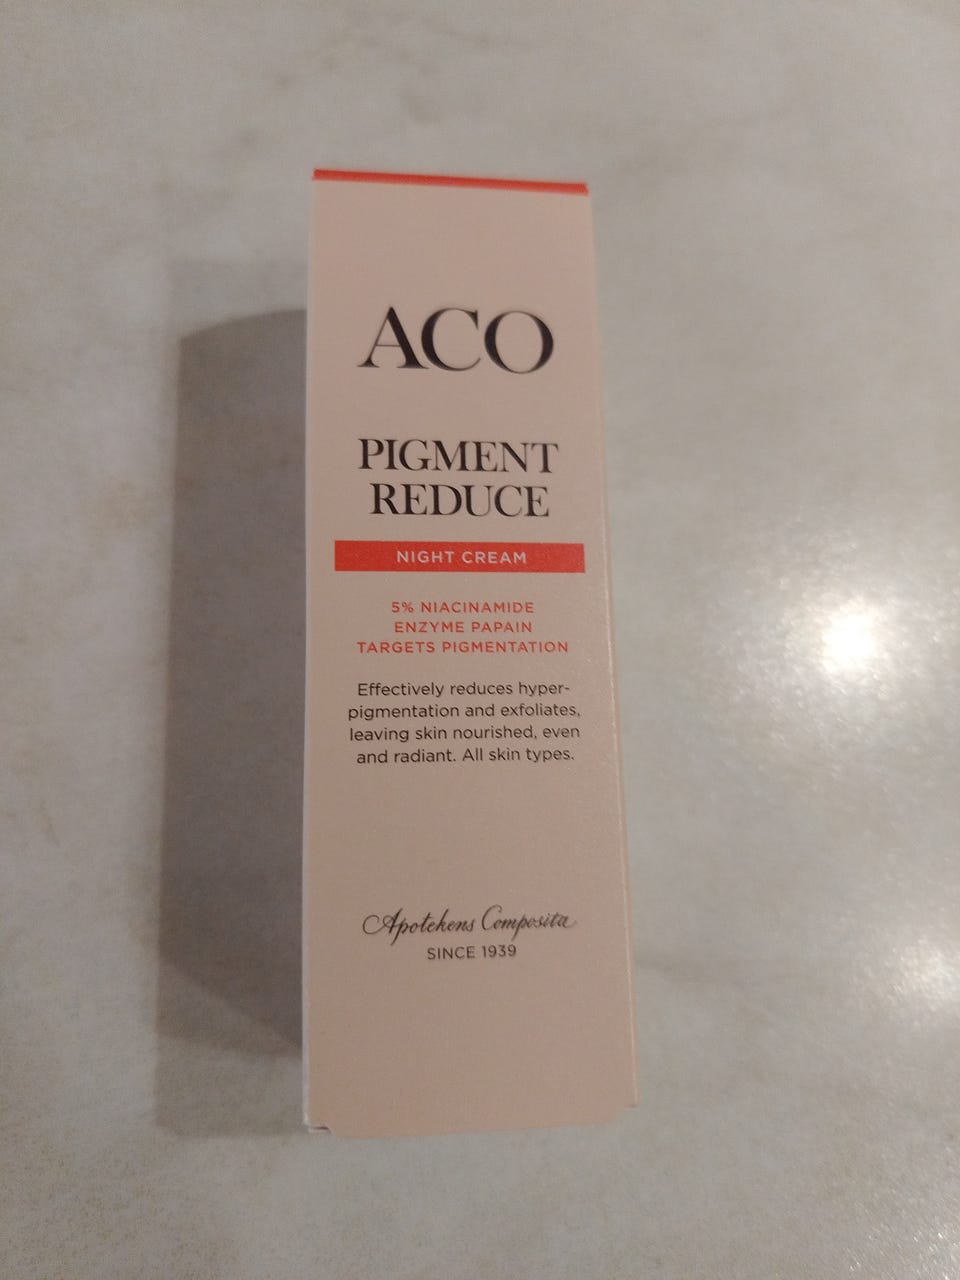 ACO
PIGMENT
REDUCE
NIGHT CREAM
5% NIACINAMIDE
ENZYME PAPAIN
TARGETS PIGMENTATION
Effectively reduces hyper-
pigmentation and exfoliates,
leaving skin nourished, even
and radiant. All skin types.
Apotekens Composita
SINCE 1939